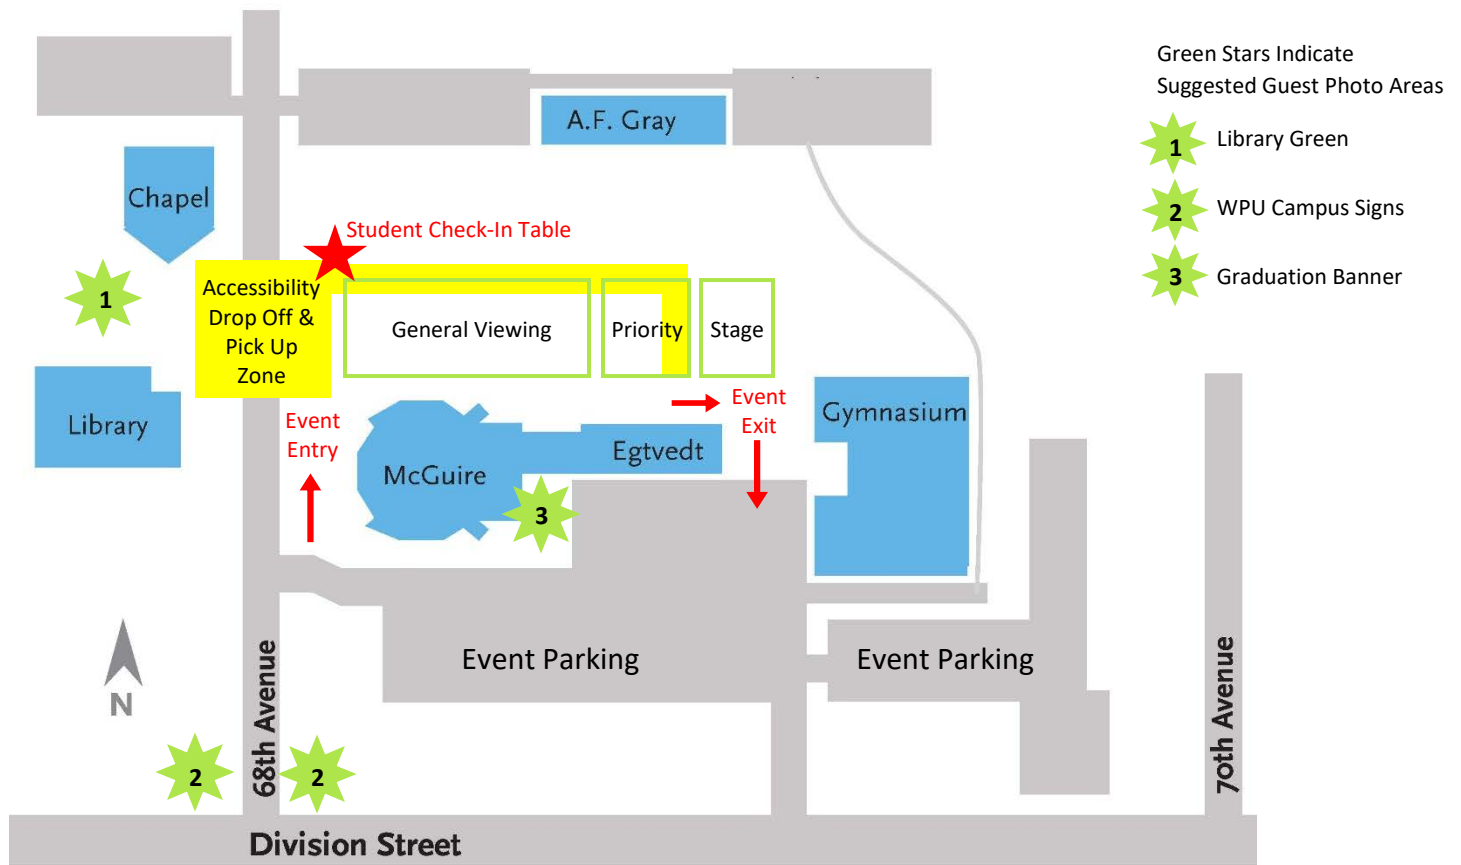 Green Stars Indicate
Suggested Guest Photo Areas
1 Library Green
2 WPU Campus Signs
3 Graduation Banner
A.F. Gray
Chapel
Student Check-In Table
1
Accessibility
Drop Off &
Pick Up
Zone
General Viewing
Priority
Stage
Library
Event
Entry
McGuire
Egtvedt
Event
Exit
Gymnasium
3
Event Parking
Event Parking
N
68th Avenue
70th Avenue
2
2
Division Street